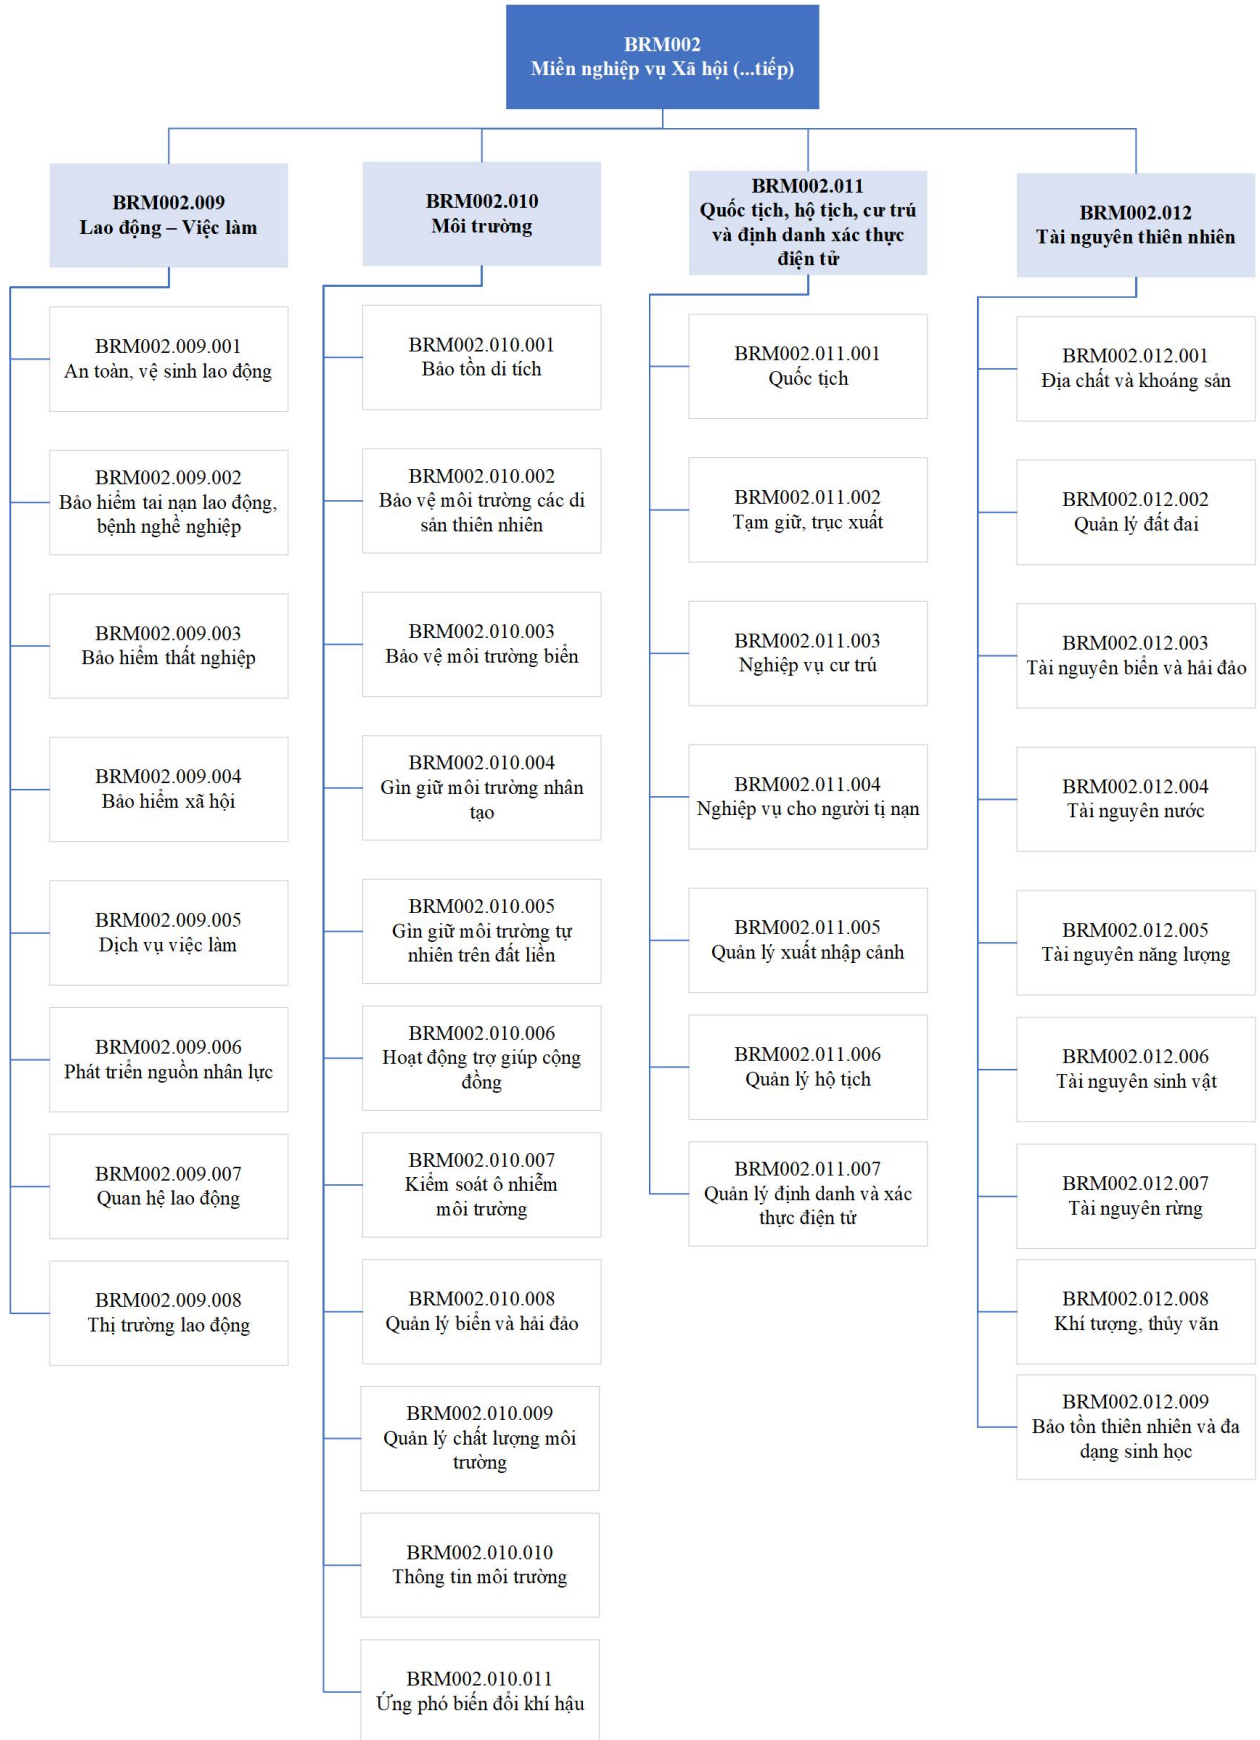 BRM002
Miền nghiệp vụ Xã hội (...tiếp)
BRM002.009
Lao động – Việc làm
BRM002.009.001
An toàn, vệ sinh lao động
BRM002.009.002
Bảo hiểm tai nạn lao động,
bệnh nghề nghiệp
BRM002.009.003
Bảo hiểm thất nghiệp
BRM002.009.004
Bảo hiểm xã hội
BRM002.009.005
Dịch vụ việc làm
BRM002.009.006
Phát triển nguồn nhân lực
BRM002.009.007
Quan hệ lao động
BRM002.009.008
Thị trường lao động
BRM002.010
Môi trường
BRM002.010.001
Bảo tồn di tích
BRM002.010.002
Bảo vệ môi trường các di
sản thiên nhiên
BRM002.010.003
Bảo vệ môi trường biển
BRM002.010.004
Gìn giữ môi trường nhân
tạo
BRM002.010.005
Gìn giữ môi trường tự
nhiên trên đất liền
BRM002.010.006
Hoạt động trợ giúp cộng
đồng
BRM002.010.007
Kiểm soát ô nhiễm
môi trường
BRM002.010.008
Quản lý biển và hải đảo
BRM002.010.009
Quản lý chất lượng môi
trường
BRM002.010.010
Thông tin môi trường
BRM002.010.011
Ứng phó biến đổi khí hậu
BRM002.011
Quốc tịch, hộ tịch, cư trú
và định danh xác thực
điện tử
BRM002.011.001
Quốc tịch
BRM002.011.002
Tạm giữ, trục xuất
BRM002.011.003
Nghiệp vụ cư trú
BRM002.011.004
Nghiệp vụ cho người tị nạn
BRM002.011.005
Quản lý xuất nhập cảnh
BRM002.011.006
Quản lý hộ tịch
BRM002.011.007
Quản lý định danh và xác
thực điện tử
BRM002.012
Tài nguyên thiên nhiên
BRM002.012.001
Địa chất và khoáng sản
BRM002.012.002
Quản lý đất đai
BRM002.012.003
Tài nguyên biển và hải đảo
BRM002.012.004
Tài nguyên nước
BRM002.012.005
Tài nguyên năng lượng
BRM002.012.006
Tài nguyên sinh vật
BRM002.012.007
Tài nguyên rừng
BRM002.012.008
Khí tượng, thủy văn
BRM002.012.009
Bảo tồn thiên nhiên và đa
dạng sinh học